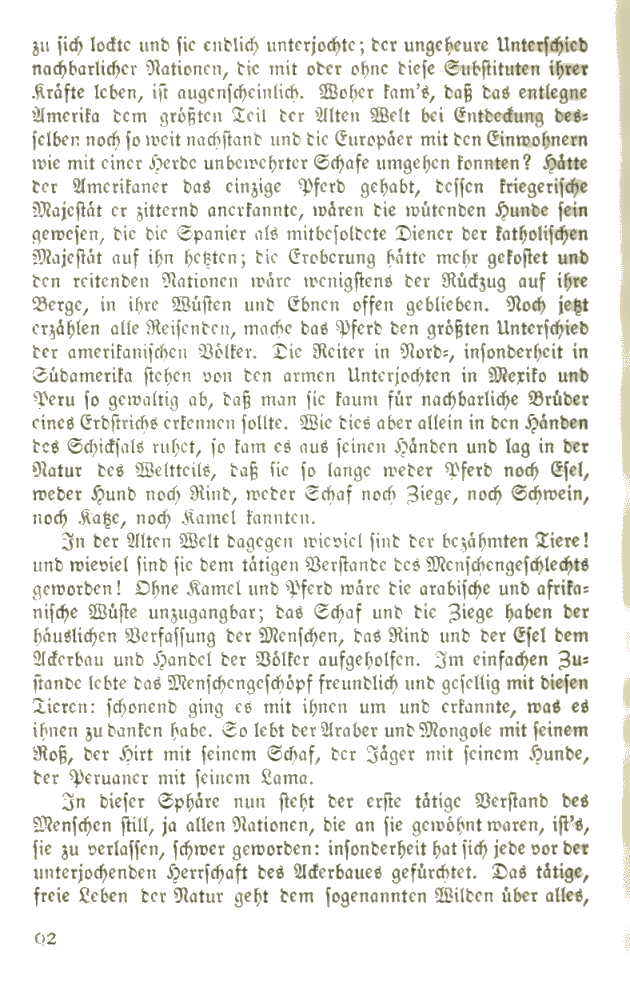 zu sich lockte und sie endlich unterjochte; der ungeheure Unterschied
nachbarlicher Nationen, die mit oder ohne diese Substituten ihrer
Kräfte leben, ist augenscheinlich. Woher kam's, daß das entlegne
Amerika dem größten Teil der Alten Welt bei Entdeckung des-
selben noch so weit nachstand und die Europäer mit den Einwohnern
wie mit einer Herde unbewehrter Schafe umgehen konnten? Hätte
der Amerikaner das einzige Pferd gehabt, dessen kriegerische
Majestät er zitternd anerkannte, wären die wütenden Hunde sein
gewesen, die die Spanier als mitbesoldete Diener der katholischen
Majestät auf ihn hetzten; die Eroberung hätte mehr gekostet und
den reitenden Nationen wäre wenigstens der Rückzug auf ihre
Berge, in ihre Wüsten und Ebnen offen geblieben. Noch jetzt
erzählen alle Reisenden, mache das Pferd den größten Unterschied
der amerikanischen Völker. Die Reiter in Nord-, insonderheit in
Südamerika stehen von den armen Unterjochten in Mexiko und
Peru so gewaltig ab, daß man sie kaum für nachbarliche Brüder
eines Erdstrichs erkennen sollte. Wie dies aber allein in den Händen
des Schicksals ruhet, so kam es aus seinen Händen und lag in der
Natur des Weltteils, daß sie so lange weder Pferd noch Esel,
weder Hund noch Rind, weder Schaf noch Ziege, noch Schwein,
noch Katze, noch Kamel kannten.
In der Alten Welt dagegen wieviel sind der bezähmten Tiere!
und wieviel sind sie dem tätigen Verstande des Menschengeschlechts
geworden! Ohne Kamel und Pferd wäre die arabische und afrika-
nische Wüste unzugangbar; das Schaf und die Ziege haben der
häuslichen Verfassung der Menschen, das Rind und der Esel dem
Ackerbau und Handel der Völker aufgeholfen. Im einfachen Zu-
stande lebte das Menschengeschöpf freundlich und gesellig mit diesen
Tieren: schonend ging es mit ihnen um und erkannte, was es
ihnen zu danken habe. So lebt der Araber und Mongole mit seinem
Roß, der Hirt mit seinem Schaf, der Jäger mit seinem Hunde,
der Peruaner mit seinem Lama.
In dieser Sphäre nun steht der erste tätige Verstand des
Menschen still, ja allen Nationen, die an sie gewöhnt waren, ist's,
sie zu verlassen, schwer geworden: insonderheit hat sich jede vor der
unterjochenden Herrschaft des Ackerbaues gefürchtet. Das tätige,
freie Leben der Natur geht dem sogenannten Wilden über alles,
92